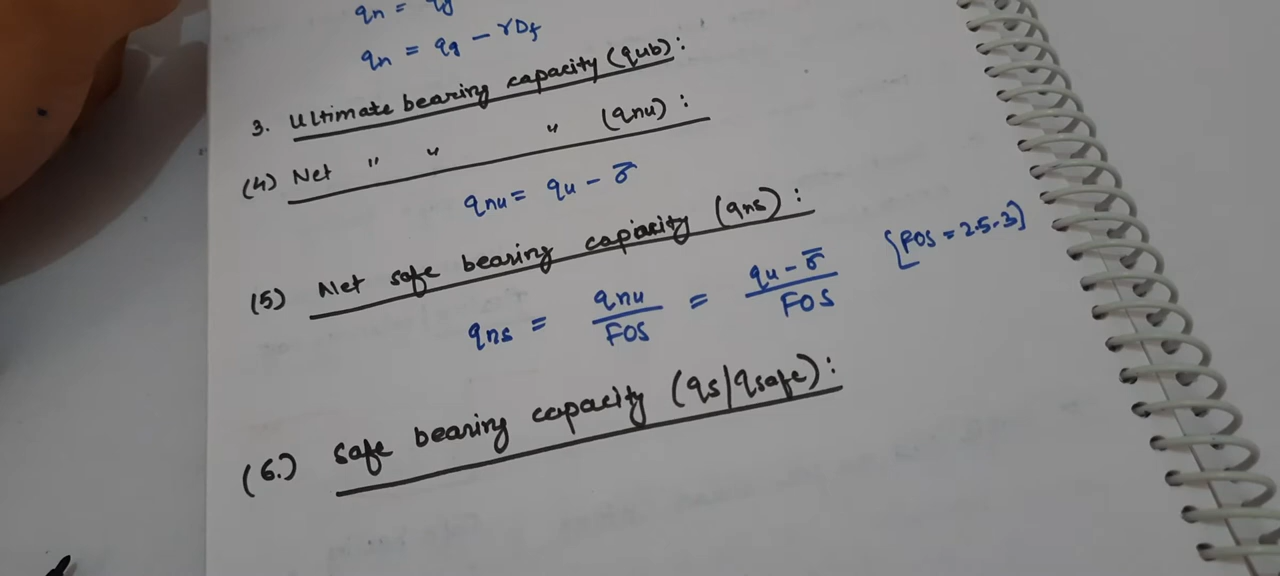 qn = qg
qn = qg - γDf
3. Ultimate bearing capacity (qub):
(4) Net " " " (qnu):
qnu = qu - σ̄
(5) Net safe bearing capacity (qns):
qns = qnu/FOS = (qu - σ̄)/FOS [FOS = 2.5-3]
(6.) safe bearing capacity (qs/qsafe):